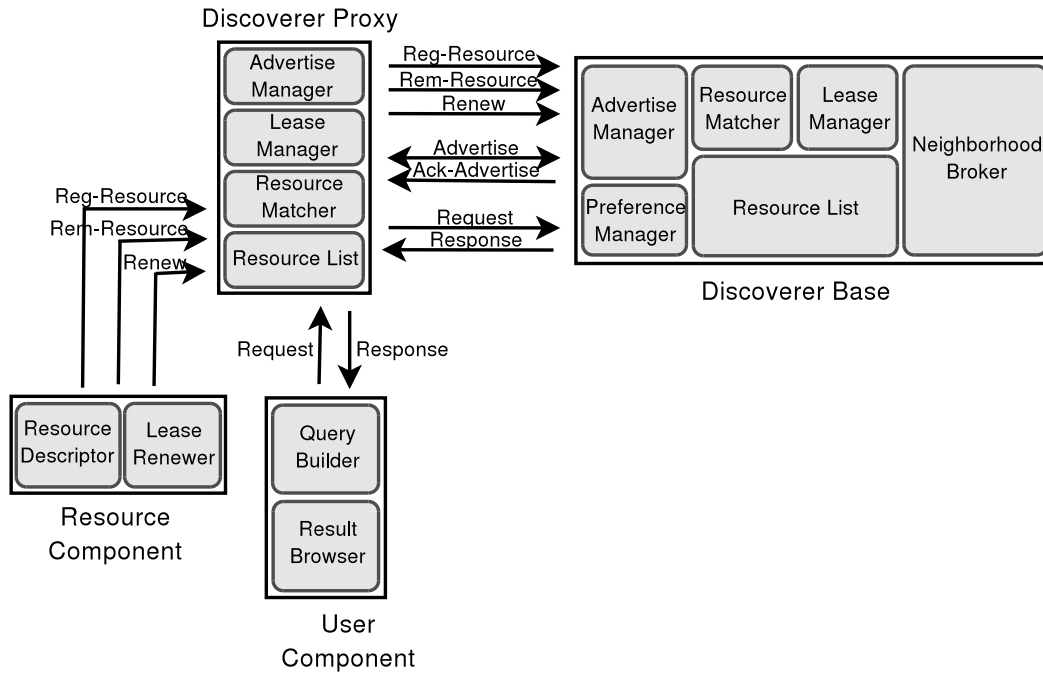 Discoverer Proxy
Advertise
Manager
Lease
Manager
Resource
Matcher
Resource List
Reg-Resource
Rem-Resource
Renew
Advertise
Ack-Advertise
Request
Response
Advertise
Manager
Resource
Matcher
Lease
Manager
Neighborhood
Broker
Preference
Manager
Resource List
Discoverer Base
Reg-Resource
Rem-Resource
Renew
Request
Response
Resource
Descriptor
Lease
Renewer
Resource
Component
Query
Builder
Result
Browser
User
Component